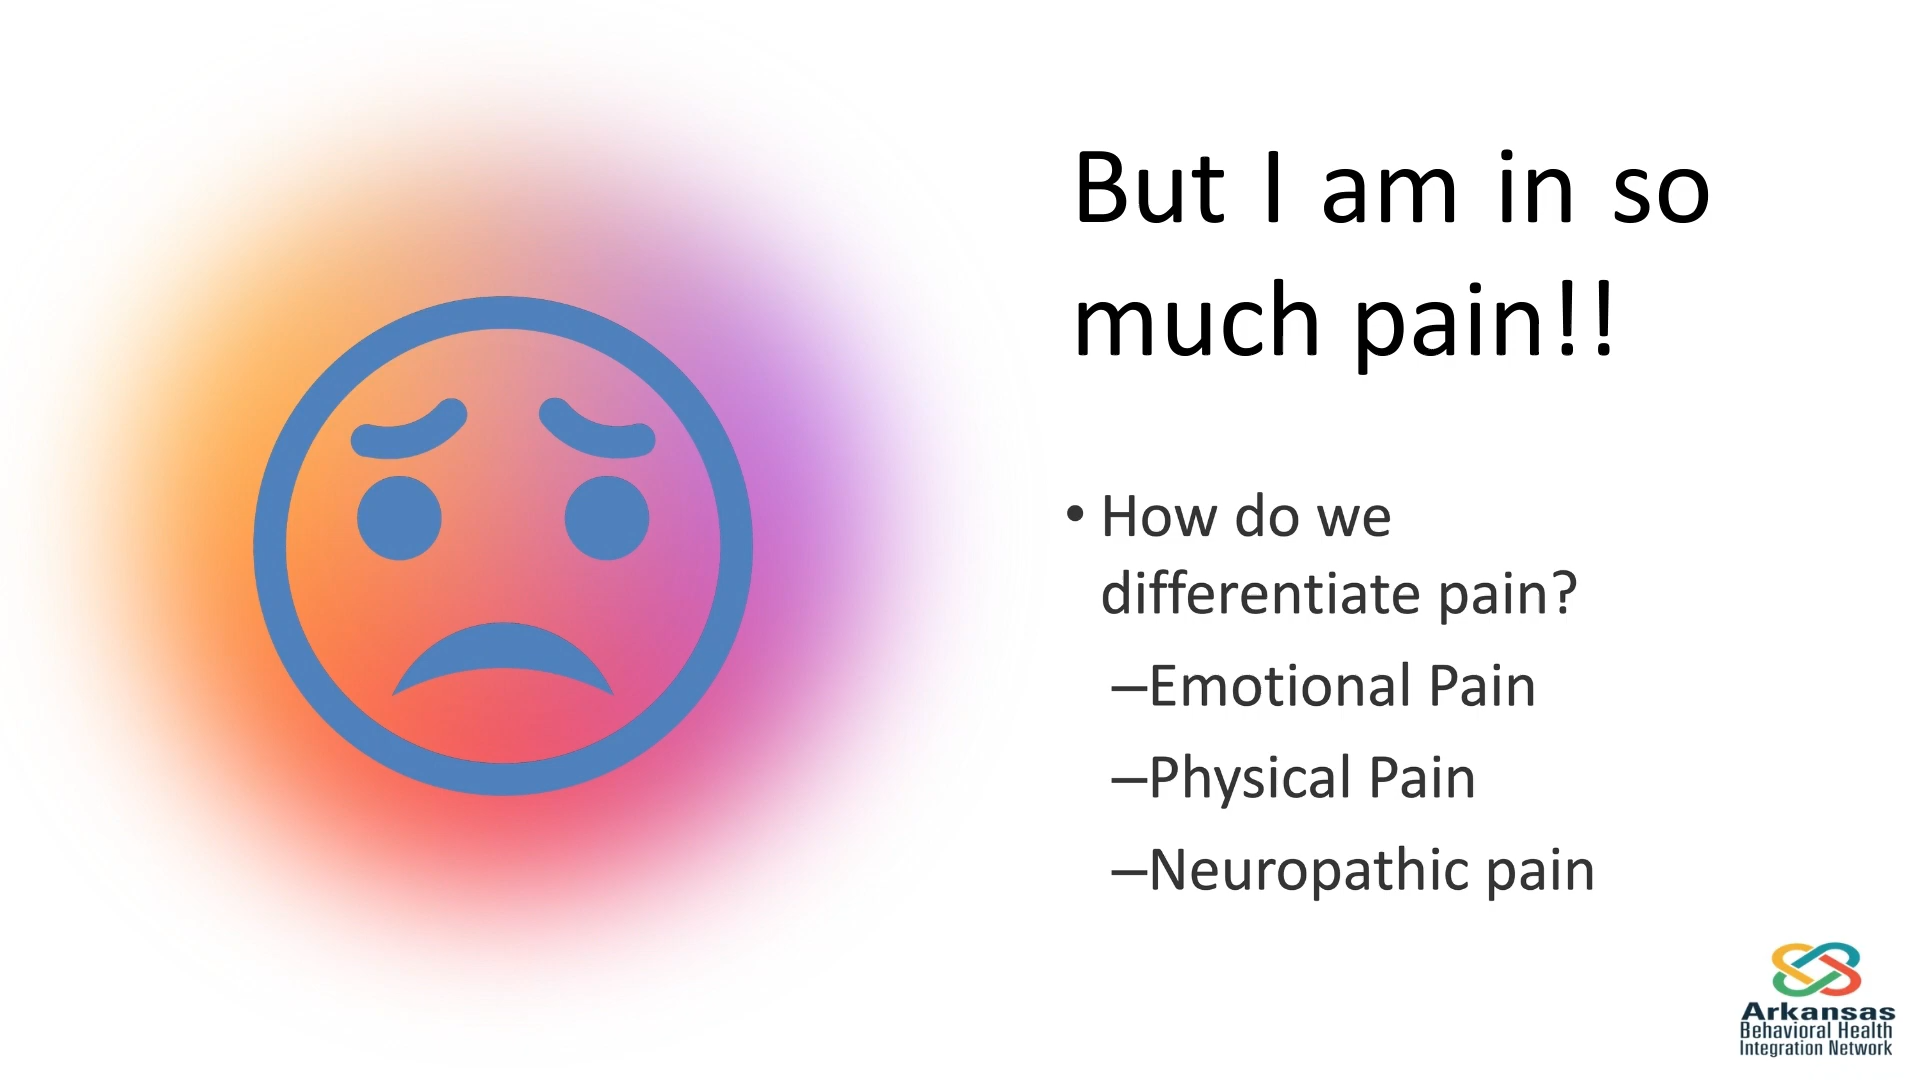 But I am in so
much pain!!
• How do we
differentiate pain?
–Emotional Pain
–Physical Pain
–Neuropathic pain
Arkansas
Behavioral Health
Integration Network